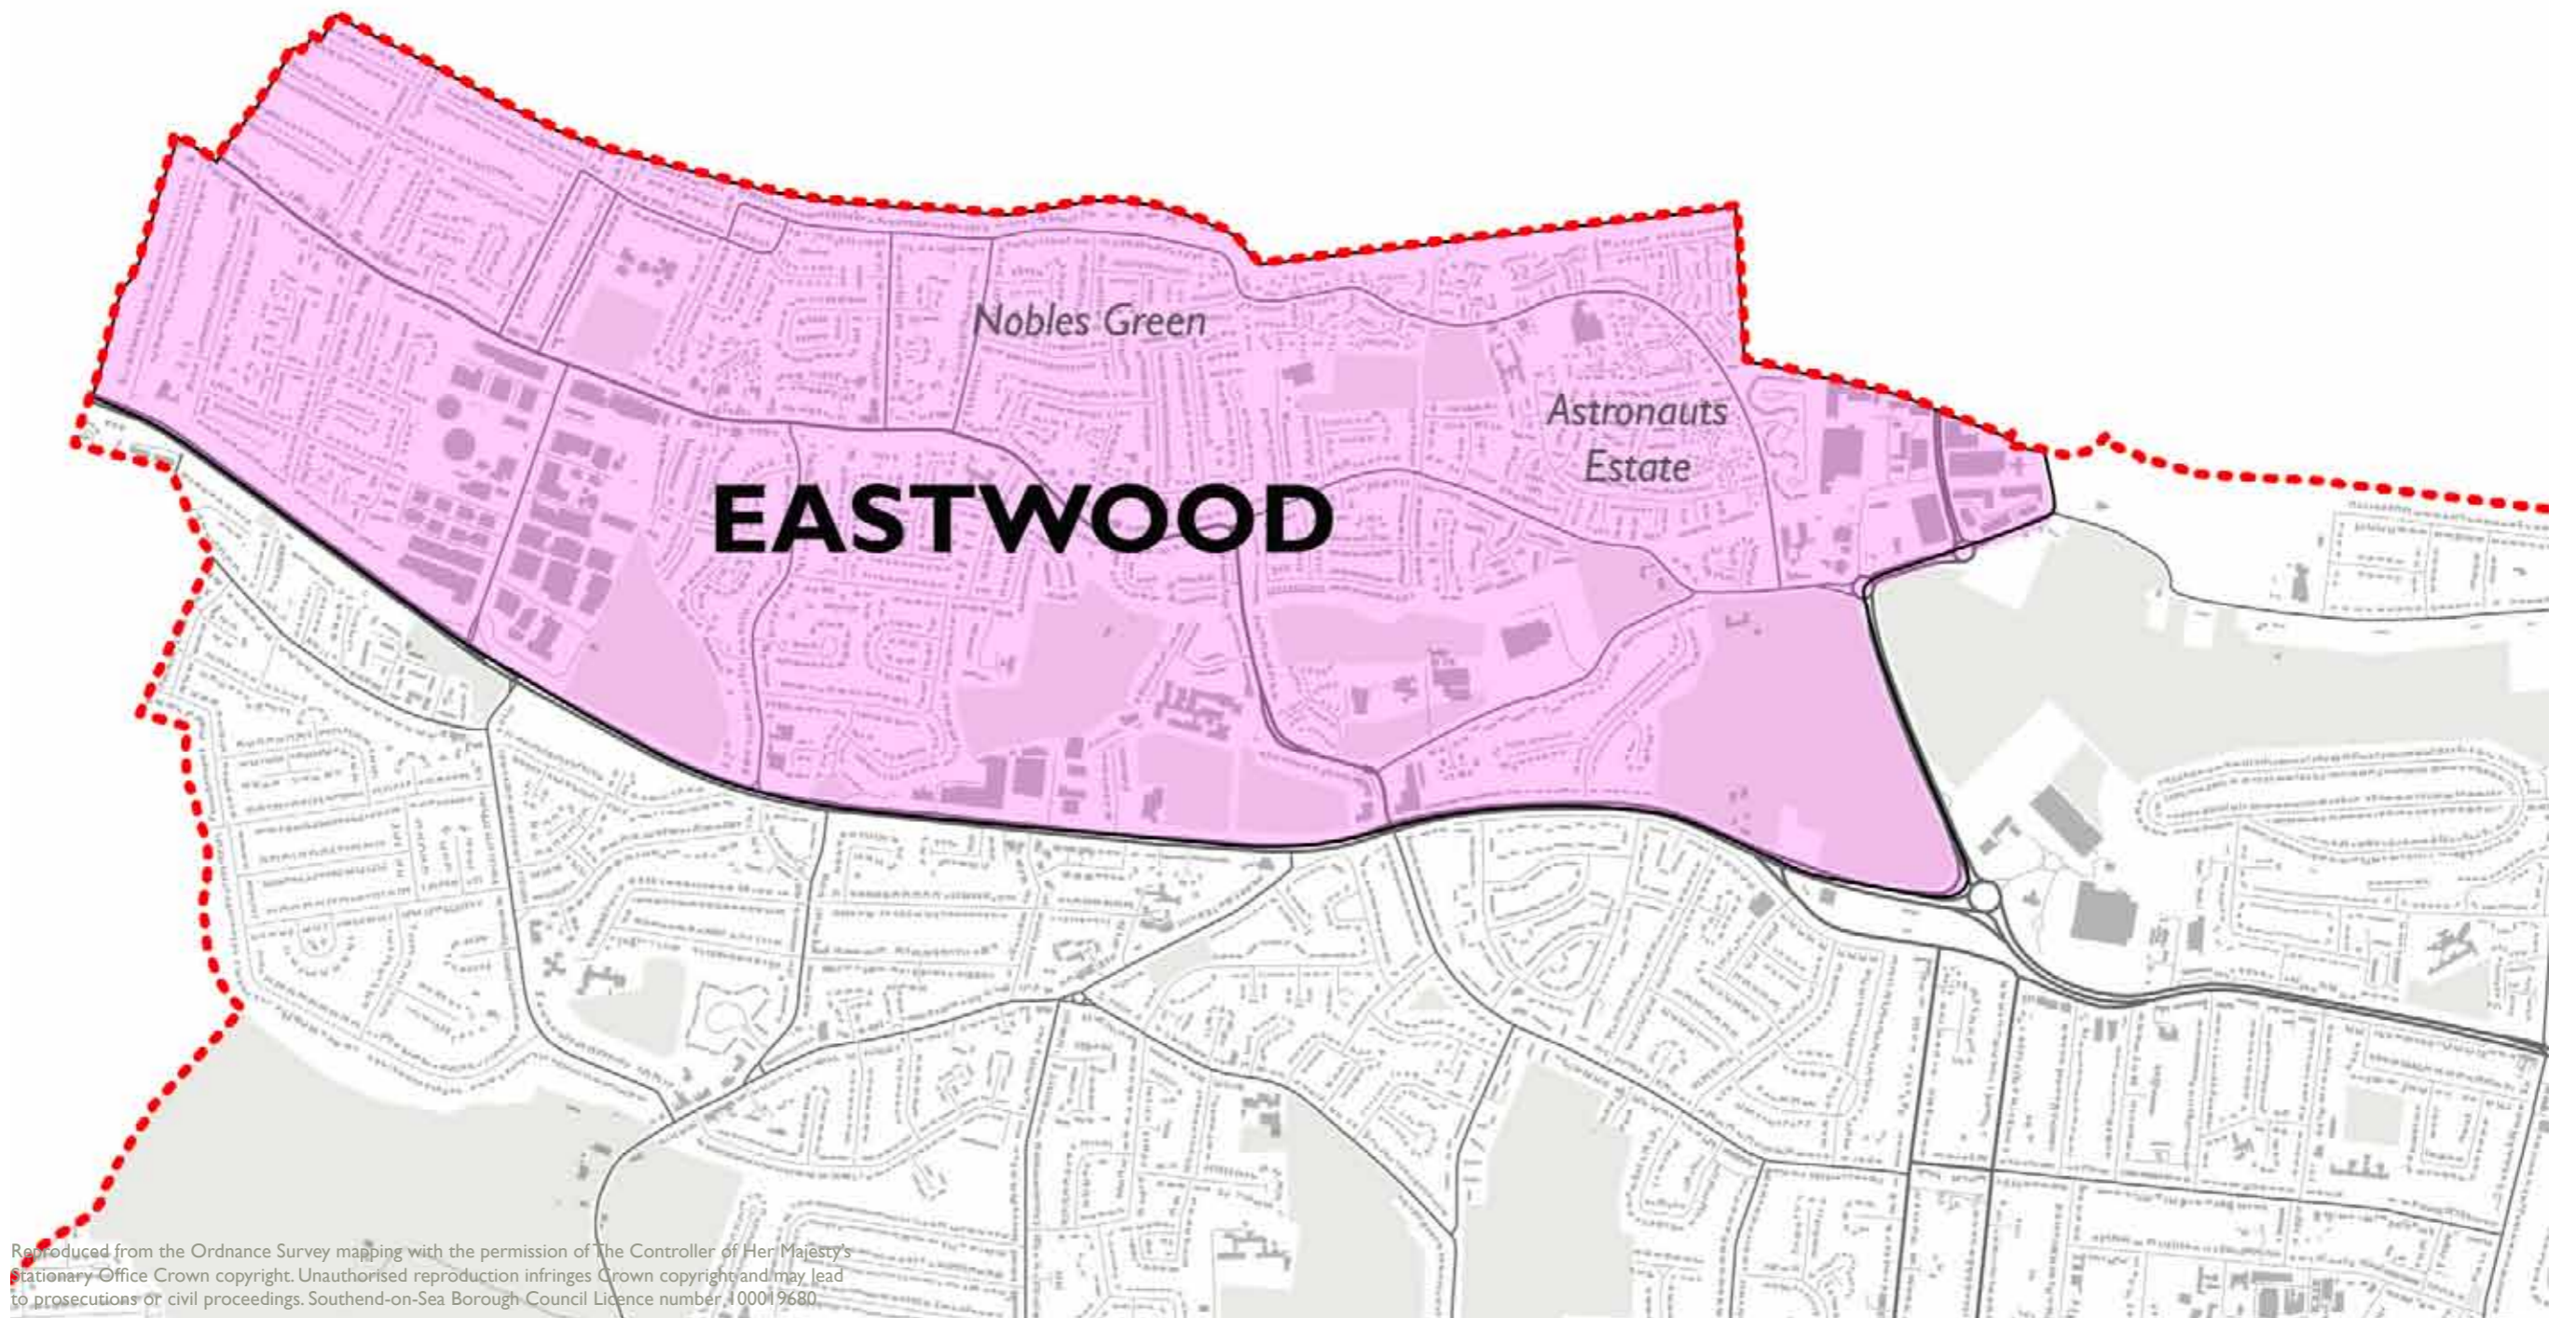 Nobles Green
Astronauts
Estate
EASTWOOD
Reproduced from the Ordnance Survey mapping with the permission of The Controller of Her Majesty's
Stationary Office Crown copyright. Unauthorised reproduction infringes Crown copyright and may lead
to prosecutions or civil proceedings. Southend-on-Sea Borough Council Licence number 100019680.